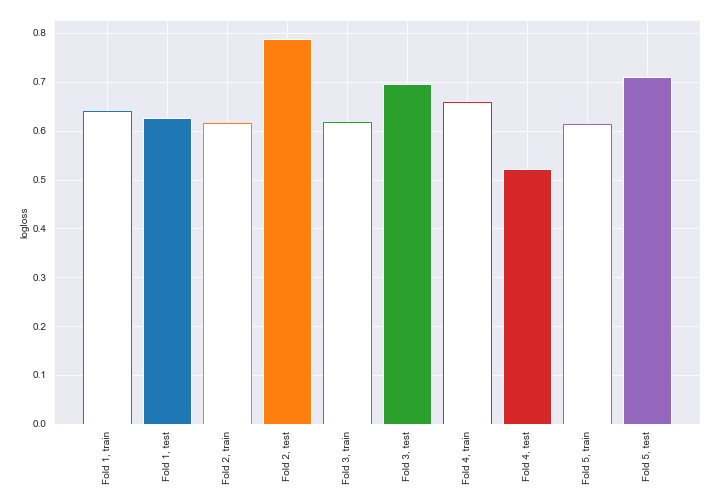 0.8
0.7
0.6
0.5
0.4
0.3
0.2
0.1
0.0
logloss
Fold 1, train
Fold 1, test
Fold 2, train
Fold 2, test
Fold 3, train
Fold 3, test
Fold 4, train
Fold 4, test
Fold 5, train
Fold 5, test